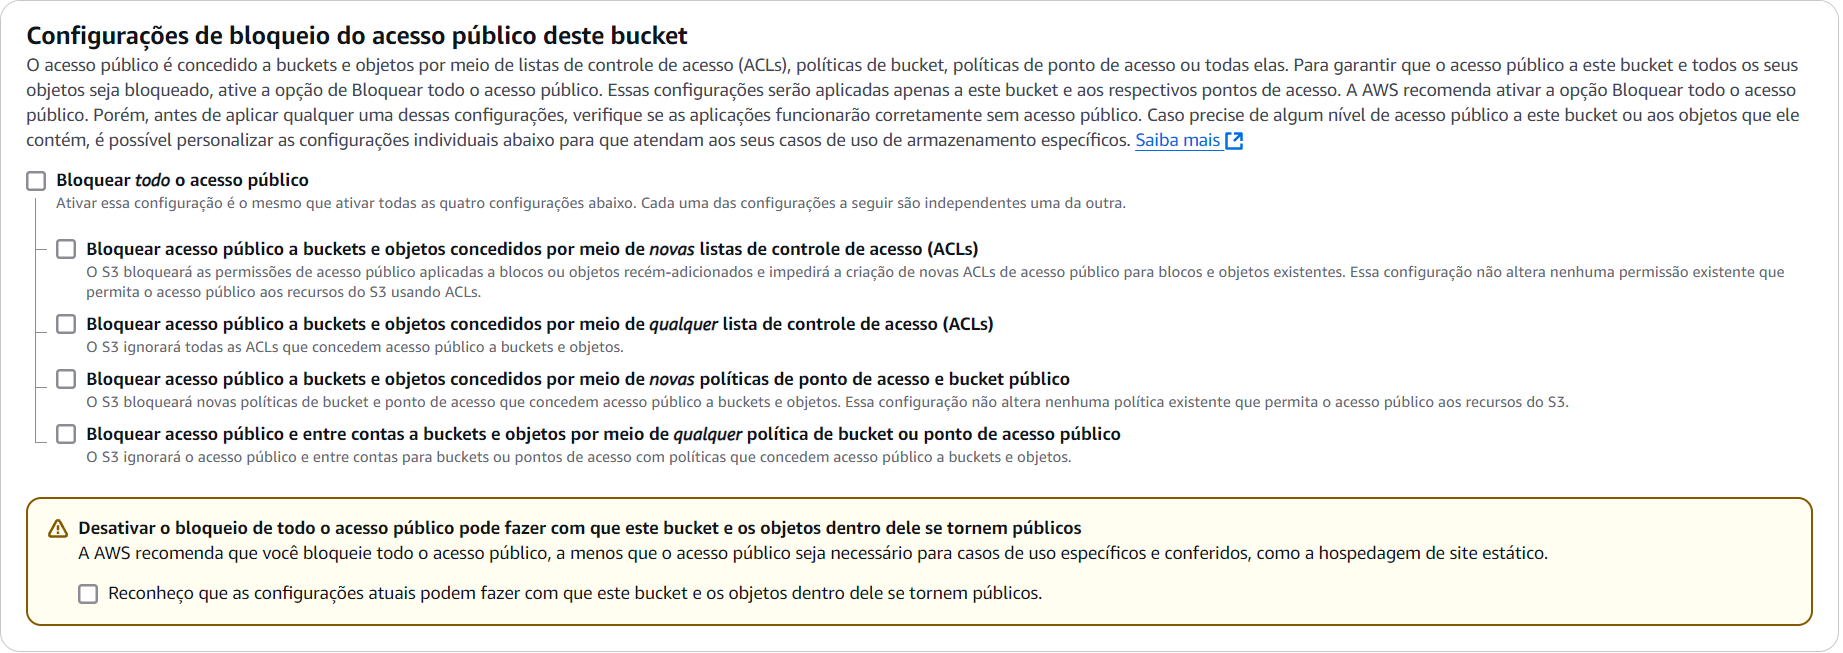 Configurações de bloqueio do acesso público deste bucket
O acesso público é concedido a buckets e objetos por meio de listas de controle de acesso (ACLs), políticas de bucket, políticas de ponto de acesso ou todas elas. Para garantir que o acesso público a este bucket e todos os seus
objetos seja bloqueado, ative a opção de Bloquear todo o acesso público. Essas configurações serão aplicadas apenas a este bucket e aos respectivos pontos de acesso. A AWS recomenda ativar a opção Bloquear todo o acesso
público. Porém, antes de aplicar qualquer uma dessas configurações, verifique se as aplicações funcionarão corretamente sem acesso público. Caso precise de algum nível de acesso público a este bucket ou aos objetos que ele
contém, é possível personalizar as configurações individuais abaixo para que atendam aos seus casos de uso de armazenamento específicos. Saiba mais
Bloquear todo o acesso público
Ativar essa configuração é o mesmo que ativar todas as quatro configurações abaixo. Cada uma das configurações a seguir são independentes uma da outra.
Bloquear acesso público a buckets e objetos concedidos por meio de novas listas de controle de acesso (ACLs)
O S3 bloqueará as permissões de acesso público aplicadas a blocos ou objetos recém-adicionados e impedirá a criação de novas ACLs de acesso público para blocos e objetos existentes. Essa configuração não altera nenhuma permissão existente que
permita o acesso público aos recursos do S3 usando ACLs.
Bloquear acesso público a buckets e objetos concedidos por meio de qualquer lista de controle de acesso (ACLs)
O S3 ignorará todas as ACLs que concedem acesso público a buckets e objetos.
Bloquear acesso público a buckets e objetos concedidos por meio de novas políticas de ponto de acesso e bucket público
O S3 bloqueará novas políticas de bucket e ponto de acesso que concedem acesso público a buckets e objetos. Essa configuração não altera nenhuma política existente que permita o acesso público aos recursos do S3.
Bloquear acesso público e entre contas a buckets e objetos por meio de qualquer política de bucket ou ponto de acesso público
O S3 ignorará o acesso público e entre contas para buckets ou pontos de acesso com políticas que concedem acesso público a buckets e objetos.
Desativar o bloqueio de todo o acesso público pode fazer com que este bucket e os objetos dentro dele se tornem públicos
A AWS recomenda que você bloqueie todo o acesso público, a menos que o acesso público seja necessário para casos de uso específicos e conferidos, como a hospedagem de site estático.
Reconheço que as configurações atuais podem fazer com que este bucket e os objetos dentro dele se tornem públicos.